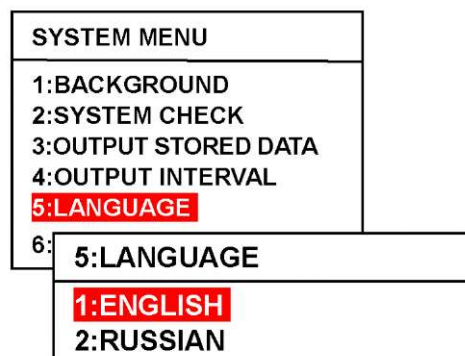 SYSTEM MENU
1:BACKGROUND
2:SYSTEM CHECK
3:OUTPUT STORED DATA
4:OUTPUT INTERVAL
5:LANGUAGE
6:
5:LANGUAGE
1:ENGLISH
2:RUSSIAN